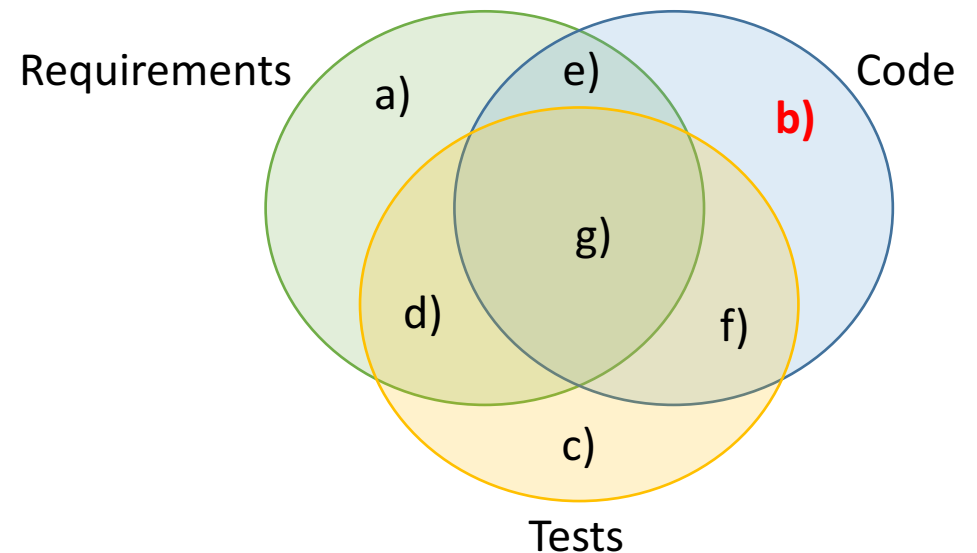 Requirements
a)
e)
b)
Code
g)
d)
f)
c)
Tests